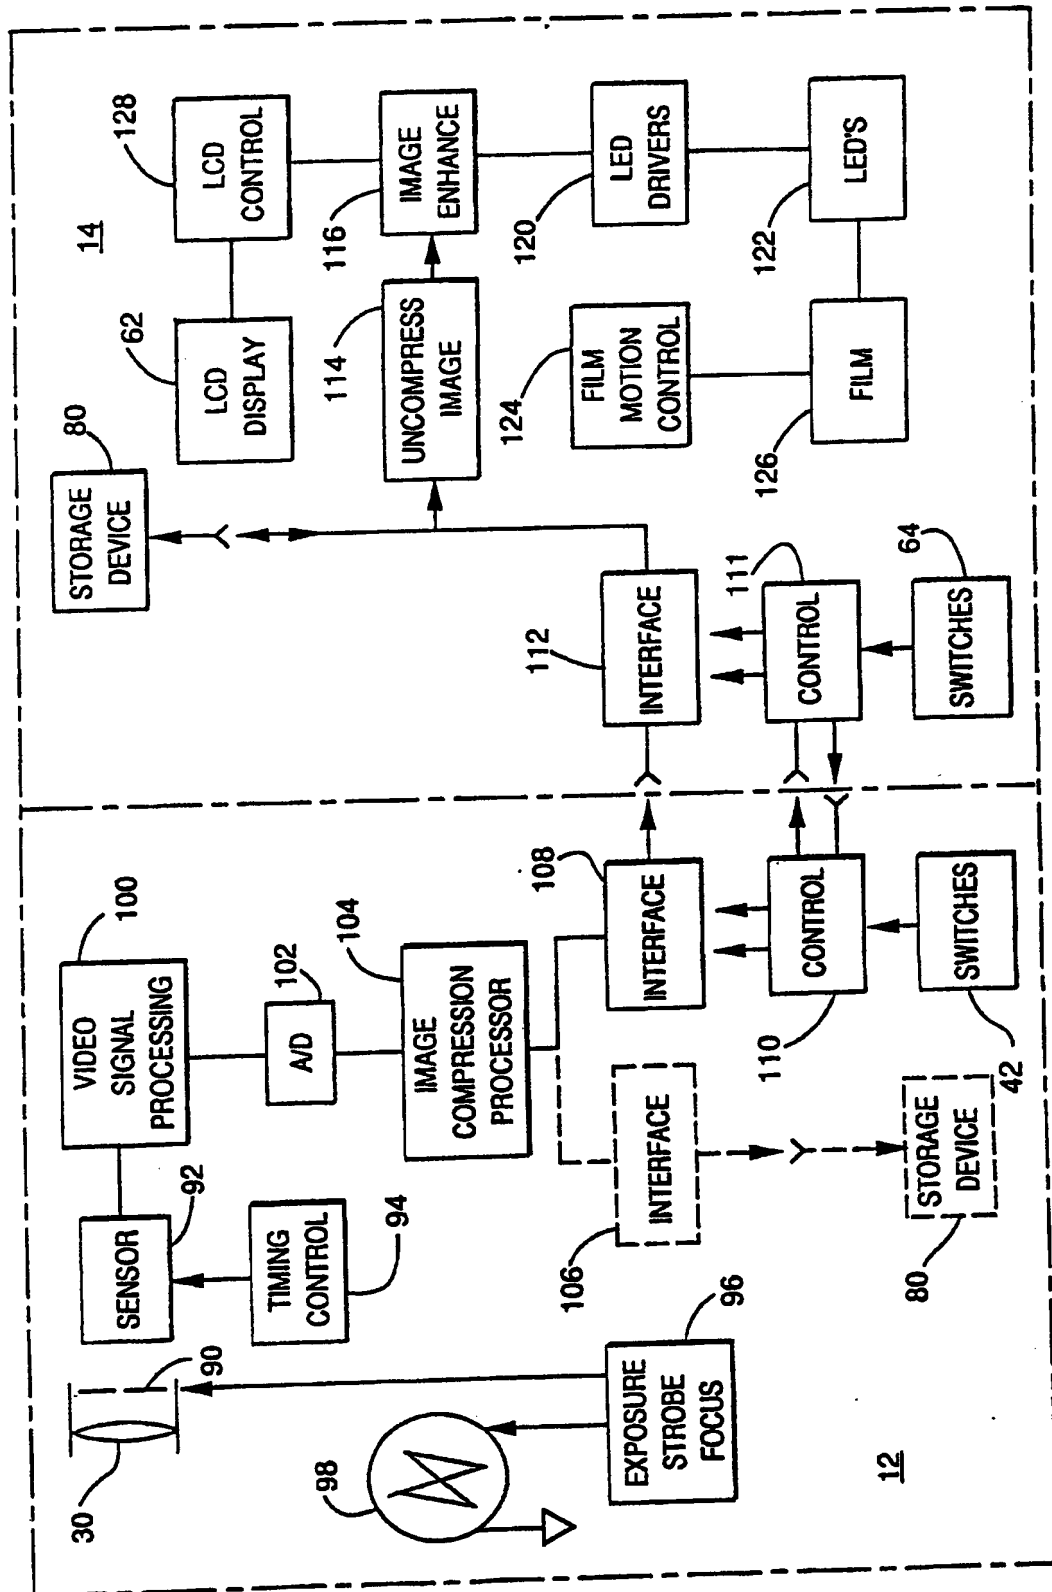 30
90
SENSOR
92
VIDEO
SIGNAL
PROCESSING
100
98
TIMING
CONTROL
94
A/D
102
IMAGE
COMPRESSION
PROCESSOR
104
EXPOSURE
STROBE
FOCUS
96
106
INTERFACE
INTERFACE
108
CONTROL
110
80
STORAGE
DEVICE
SWITCHES
42
12
STORAGE
DEVICE
80
LCD
DISPLAY
62
LCD
CONTROL
128
14
UNCOMPRESS
IMAGE
114
IMAGE
ENHANCE
116
INTERFACE
112
FILM
MOTION
CONTROL
124
LED
DRIVERS
120
CONTROL
111
FILM
126
LED'S
122
SWITCHES
64